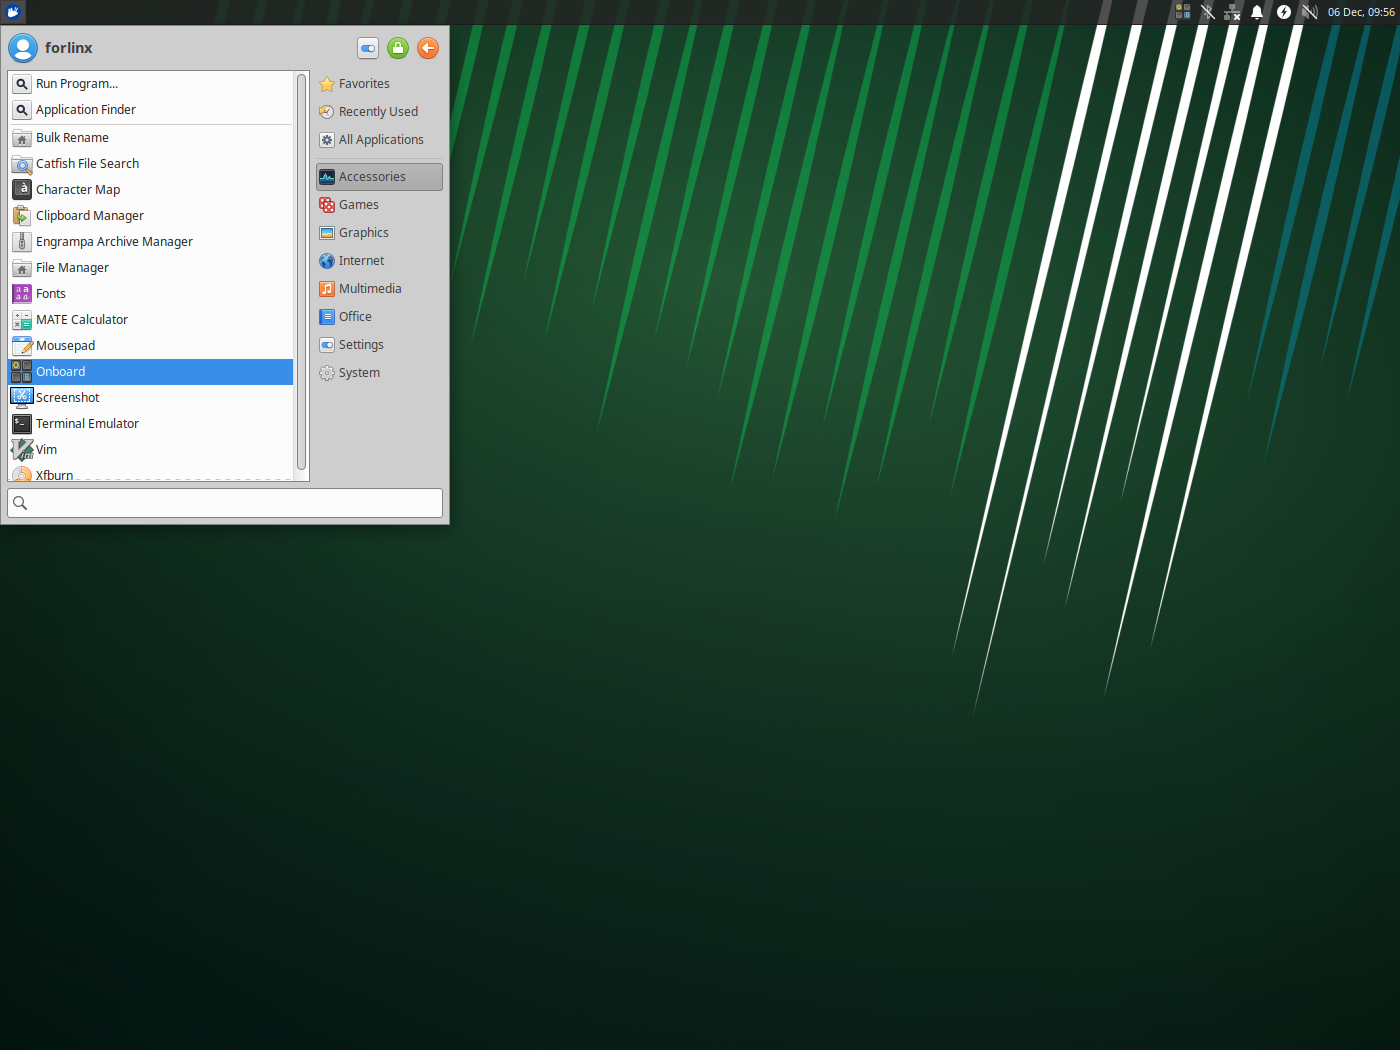 06 Dec, 09:56
forlinx
Run Program...
Application Finder
Bulk Rename
Catfish File Search
Character Map
Clipboard Manager
Engrampa Archive Manager
File Manager
Fonts
MATE Calculator
Mousepad
Onboard
Screenshot
Terminal Emulator
Vim
Xfburn
Favorites
Recently Used
All Applications
Accessories
Games
Graphics
Internet
Multimedia
Office
Settings
System